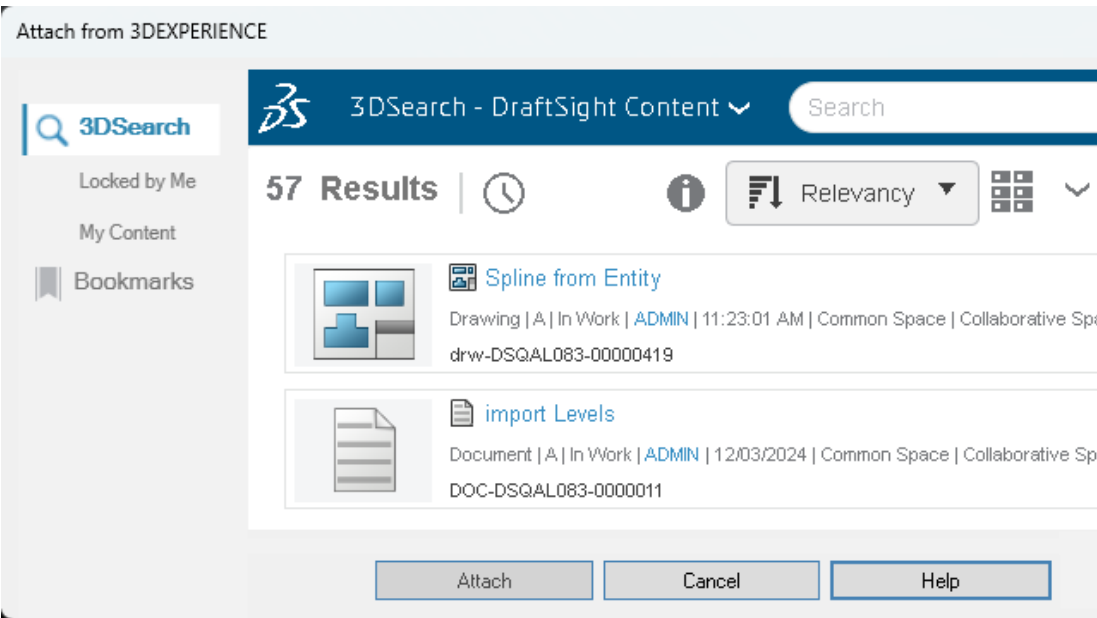 Attach from 3DEXPERIENCE
3DSearch
Locked by Me
My Content
Bookmarks
3DSearch - DraftSight Content
Search
57 Results
Relevancy
Spline from Entity
Drawing | A | In Work | ADMIN | 11:23:01 AM | Common Space | Collaborative Spa
drw-DSQAL083-00000419
import Levels
Document | A | In Work | ADMIN | 12/03/2024 | Common Space | Collaborative Sp
DOC-DSQAL083-0000011
Attach
Cancel
Help